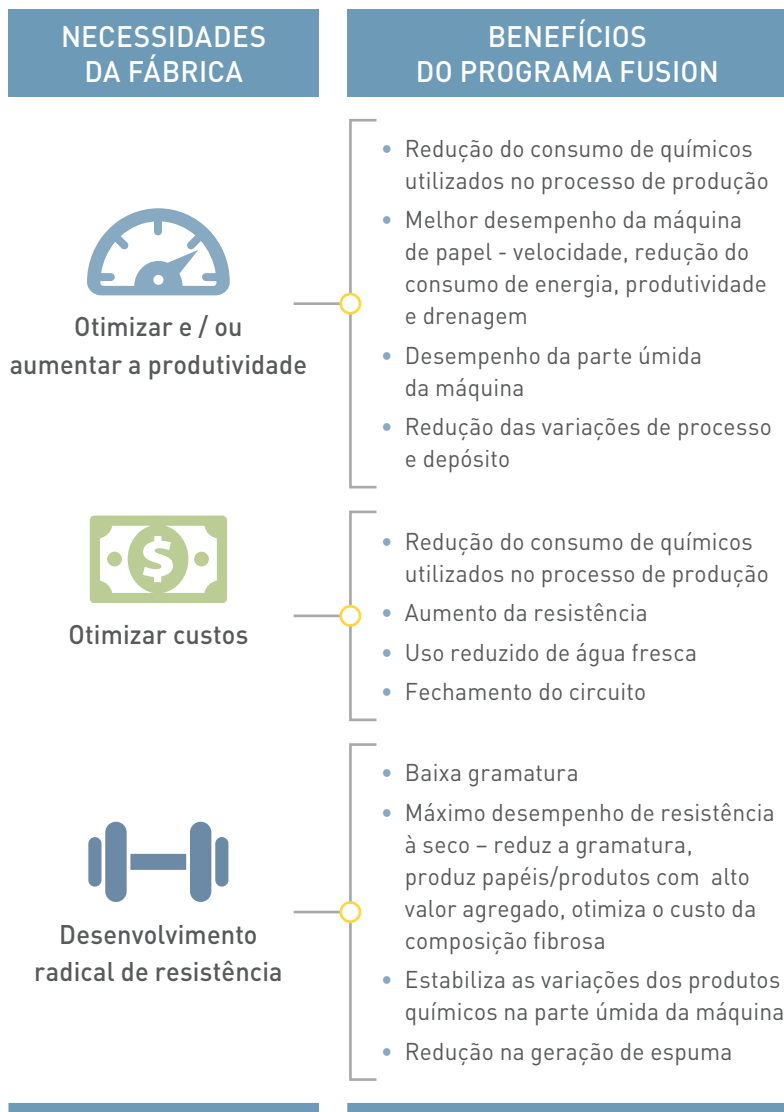 NECESSIDADES
DA FÁBRICA
BENEFÍCIOS
DO PROGRAMA FUSION
Otimizar e / ou
aumentar a produtividade
• Redução do consumo de químicos
utilizados no processo de produção
• Melhor desempenho da máquina
de papel - velocidade, redução do
consumo de energia, produtividade
e drenagem
• Desempenho da parte úmida
da máquina
• Redução das variações de processo
e depósito
$
Otimizar custos
• Redução do consumo de químicos
utilizados no processo de produção
• Aumento da resistência
• Uso reduzido de água fresca
• Fechamento do circuito
Desenvolvimento
radical de resistência
• Baixa gramatura
• Máximo desempenho de resistência
à seco – reduz a gramatura,
produz papéis/produtos com alto
valor agregado, otimiza o custo da
composição fibrosa
• Estabiliza as variações dos produtos
químicos na parte úmida da máquina
• Redução na geração de espuma